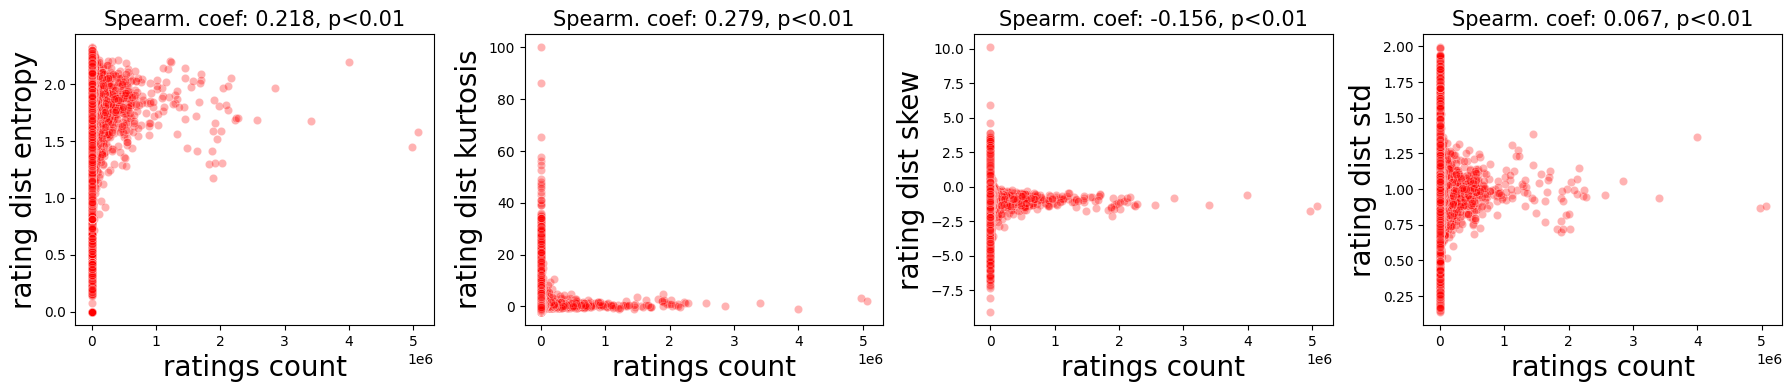 Spearm. coef: 0.218, p<0.01
rating dist entropy
2.0
1.5
1.0
0.5
0.0
0 1 2 3 4 5
1e6
ratings count
Spearm. coef: 0.279, p<0.01
rating dist kurtosis
100
80
60
40
20
0
0 1 2 3 4 5
1e6
ratings count
Spearm. coef: -0.156, p<0.01
rating dist skew
10.0
7.5
5.0
2.5
0.0
−2.5
−5.0
−7.5
0 1 2 3 4 5
1e6
ratings count
Spearm. coef: 0.067, p<0.01
rating dist std
2.00
1.75
1.50
1.25
1.00
0.75
0.50
0.25
0 1 2 3 4 5
1e6
ratings count